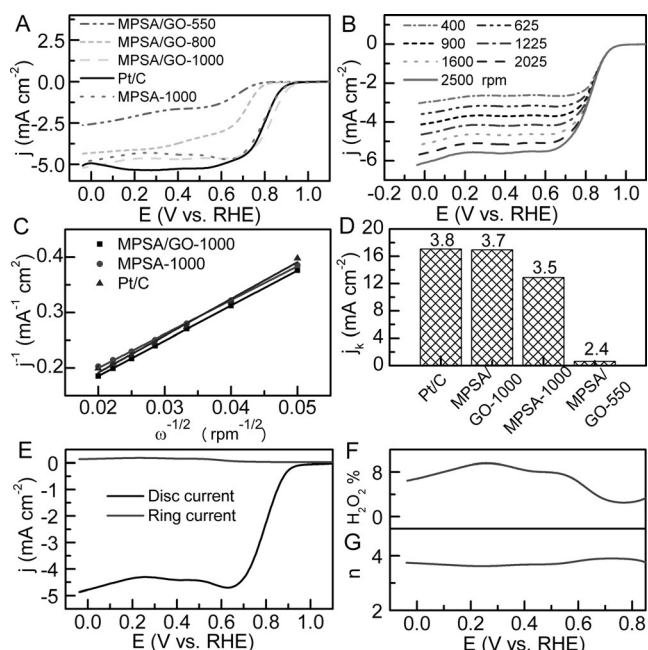 A
MPSA/GO-550
MPSA/GO-800
MPSA/GO-1000
Pt/C
MPSA-1000
0.0
-2.5
-5.0
j (mA cm-2)
0.0 0.2 0.4 0.6 0.8 1.0
E (V vs. RHE)
B
400 625
900 1225
1600 2025
2500 rpm
0
-2
-4
-6
j (mA cm-2)
-0.2 0.0 0.2 0.4 0.6 0.8 1.0
E (V vs. RHE)
C
MPSA/GO-1000
MPSA-1000
Pt/C
0.4
0.3
0.2
j-1 (mA-1 cm2)
0.02 0.03 0.04 0.05
ω-1/2 (rpm-1/2)
D
20
16
12
8
4
0
jk (mA cm-2)
3.8 3.7 3.5 2.4
Pt/C
MPSA/
GO-1000
MPSA-1000
MPSA/
GO-550
E
Disc current
Ring current
0
-1
-2
-3
-4
-5
j (mA cm-2)
0.0 0.2 0.4 0.6 0.8 1.0
E (V vs. RHE)
F
8
0
H2O2 %
G
4
2
n
0.0 0.2 0.4 0.6 0.8
E (V vs. RHE)